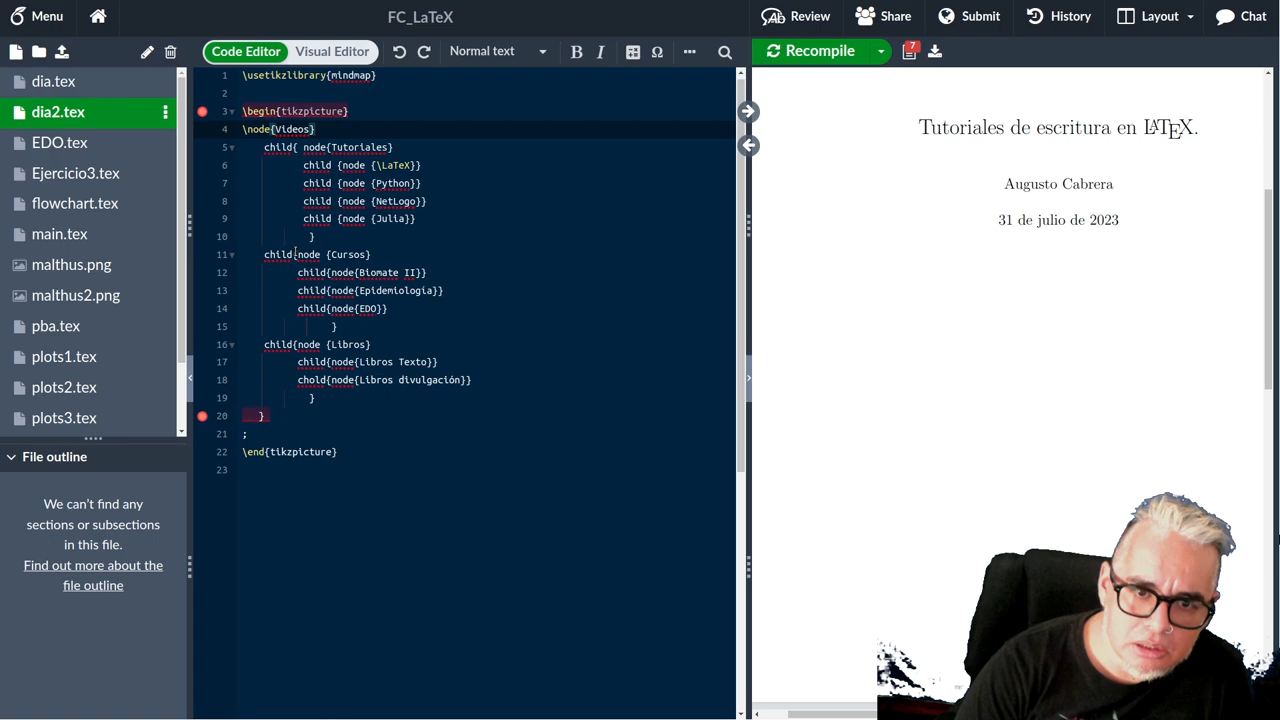 Menu
FC_LaTeX
Review
Share
Submit
History
Layout
Chat
Code Editor
Visual Editor
Normal text
B
I
Ω
Recompile
7
dia.tex
dia2.tex
EDO.tex
Ejercicio3.tex
flowchart.tex
main.tex
malthus.png
malthus2.png
pba.tex
plots1.tex
plots2.tex
plots3.tex
File outline
We can't find any
sections or subsections
in this file.
Find out more about the
file outline
1 \usetikzlibrary{mindmap}
2
3 \begin{tikzpicture}
4 \node{Videos}
5 child{ node{Tutoriales}
6 child {node {\LaTeX}}
7 child {node {Python}}
8 child {node {NetLogo}}
9 child {node {Julia}}
10 }
11 child{node {Cursos}
12 child{node{Biomate II}}
13 child{node{Epidemiologia}}
14 child{node{EDO}}
15 }
16 child{node {Libros}
17 child{node{Libros Texto}}
18 chold{node{Libros divulgación}}
19 }
20 }
21 ;
22 \end{tikzpicture}
23
Tutoriales de escritura en LATEX.
Augusto Cabrera
31 de julio de 2023